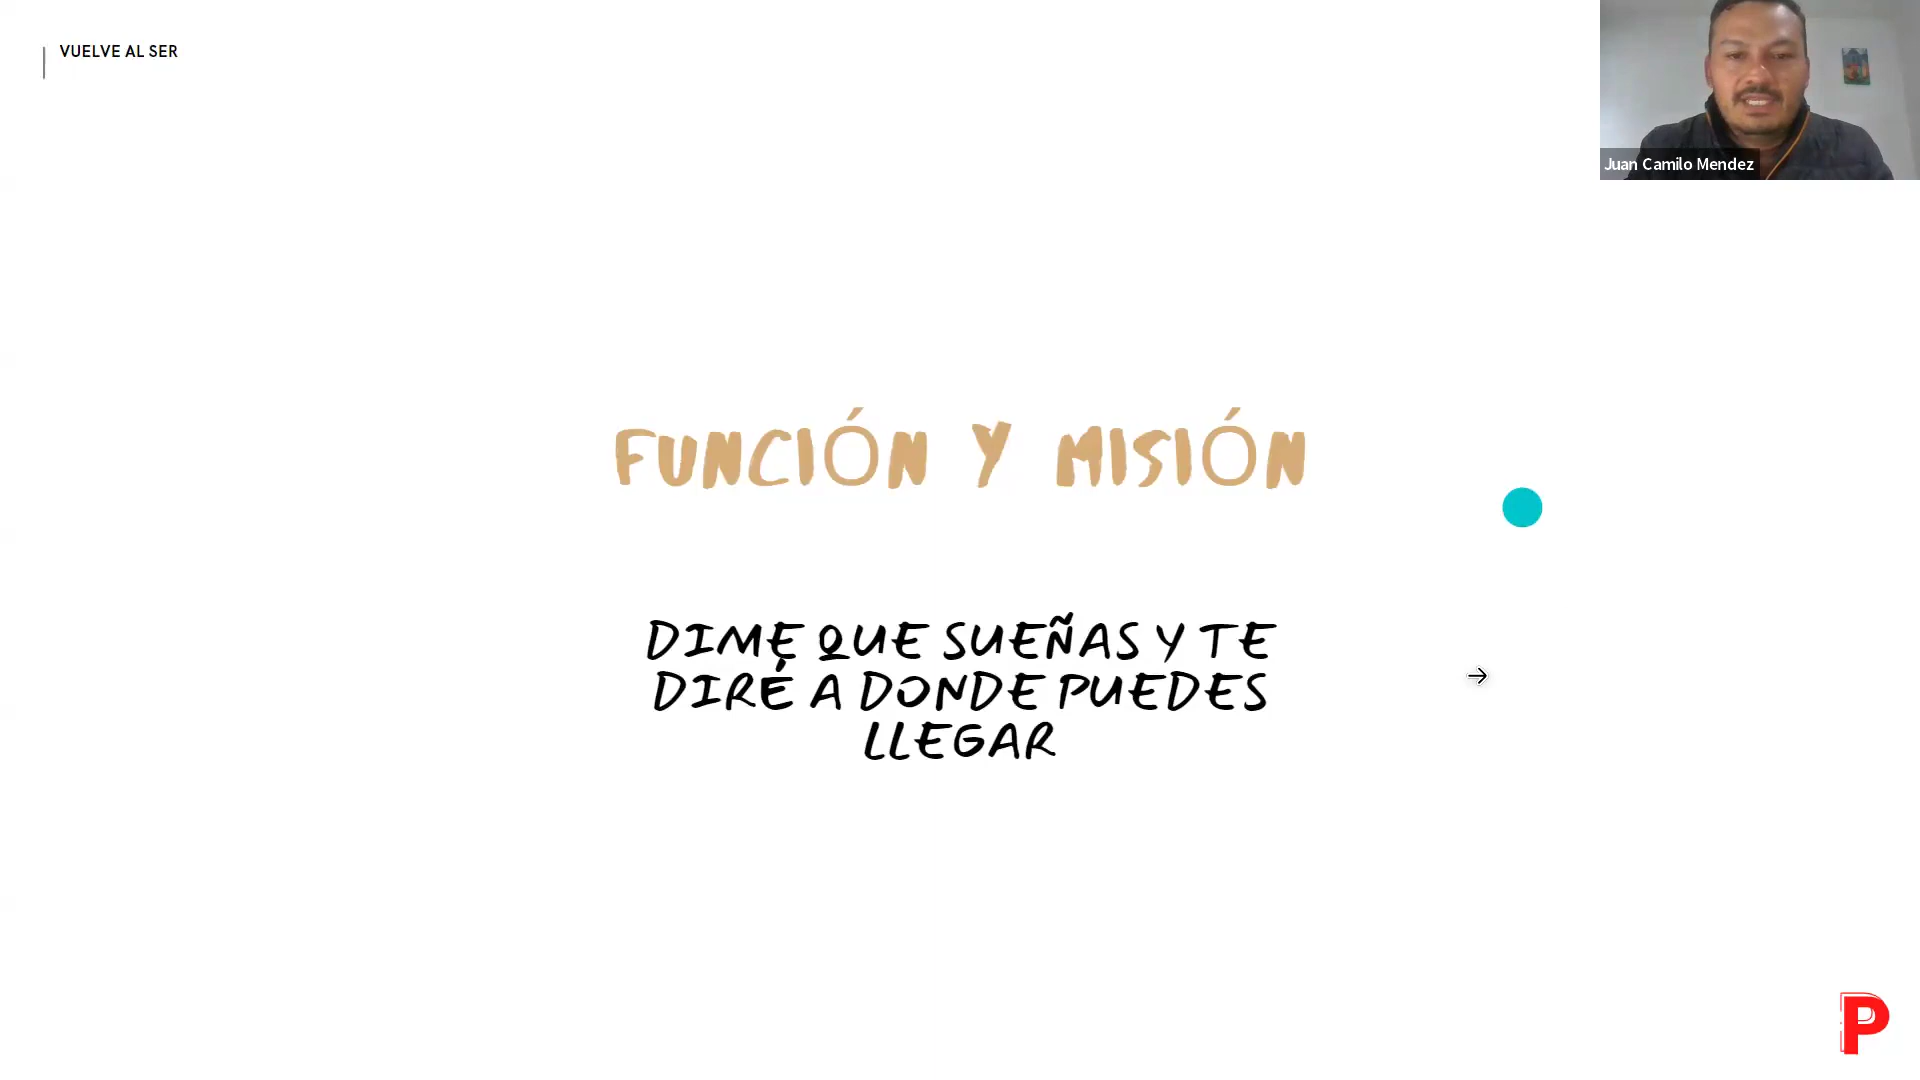 VUELVE AL SER
Juan Camilo Mendez
FUNCIÓN Y MISIÓN
DIME QUE SUEÑAS Y TE
DIRÉ A DONDE PUEDES
LLEGAR
P